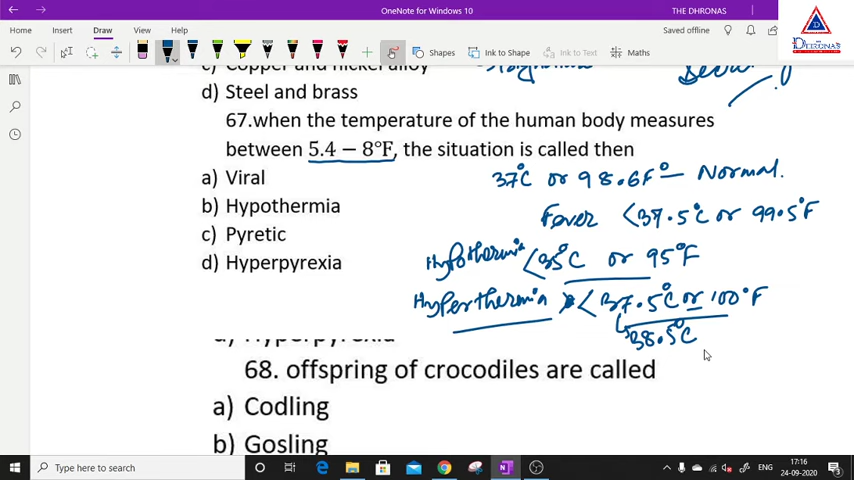 OneNote for Windows 10
THE DHRONAS
Home Insert Draw View Help
Saved offline
Share
Shapes
Ink to Shape
Ink to Text
Maths
DHRONAS
c) Copper and nickel alloy
d) Steel and brass
67.when the temperature of the human body measures
between 5.4 − 8°F, the situation is called then
a) Viral
37°C or 98.6F° — Normal.
b) Hypothermia
Fever <37.5°C or 99.5°F
c) Pyretic
Hypothermia <35°C or 95°F
d) Hyperpyrexia
Hyperthermia < 37.5°C or 100°F
38.5°C
d) Hyperpyrexia
68. offspring of crocodiles are called
a) Codling
b) Gosling
Type here to search
ENG
17:16
24-09-2020